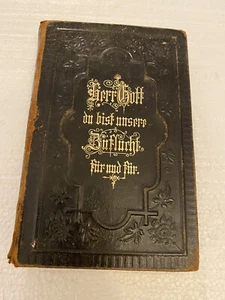 Herr Gott
du bist unsere
Zuflucht
für und für.